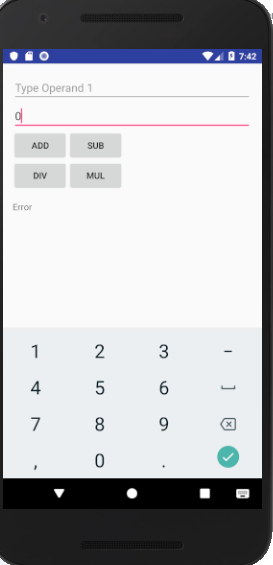 7:42
Type Operand 1
0
ADD SUB
DIV MUL
Error
1 2 3 -
4 5 6
7 8 9
, 0 .